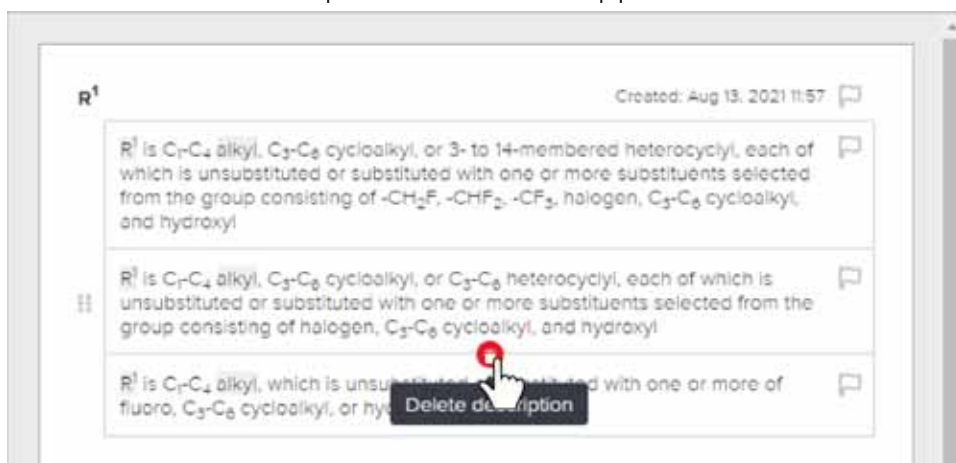 R¹ Created: Aug 13, 2021 11:57
R¹ is C₁-C₄ alkyl, C₃-C₆ cycloalkyl, or 3- to 14-membered heterocyclyl, each of
which is unsubstituted or substituted with one or more substituents selected
from the group consisting of -CH₂F, -CHF₂, -CF₃, halogen, C₃-C₆ cycloalkyl,
and hydroxyl
R¹ is C₁-C₄ alkyl, C₃-C₆ cycloalkyl, or C₃-C₆ heterocyclyl, each of which is
unsubstituted or substituted with one or more substituents selected from the
group consisting of halogen, C₃-C₆ cycloalkyl, and hydroxyl
R¹ is C₁-C₄ alkyl, which is with one or more of
fluoro, C₃-C₆ cycloalkyl, or
Delete description